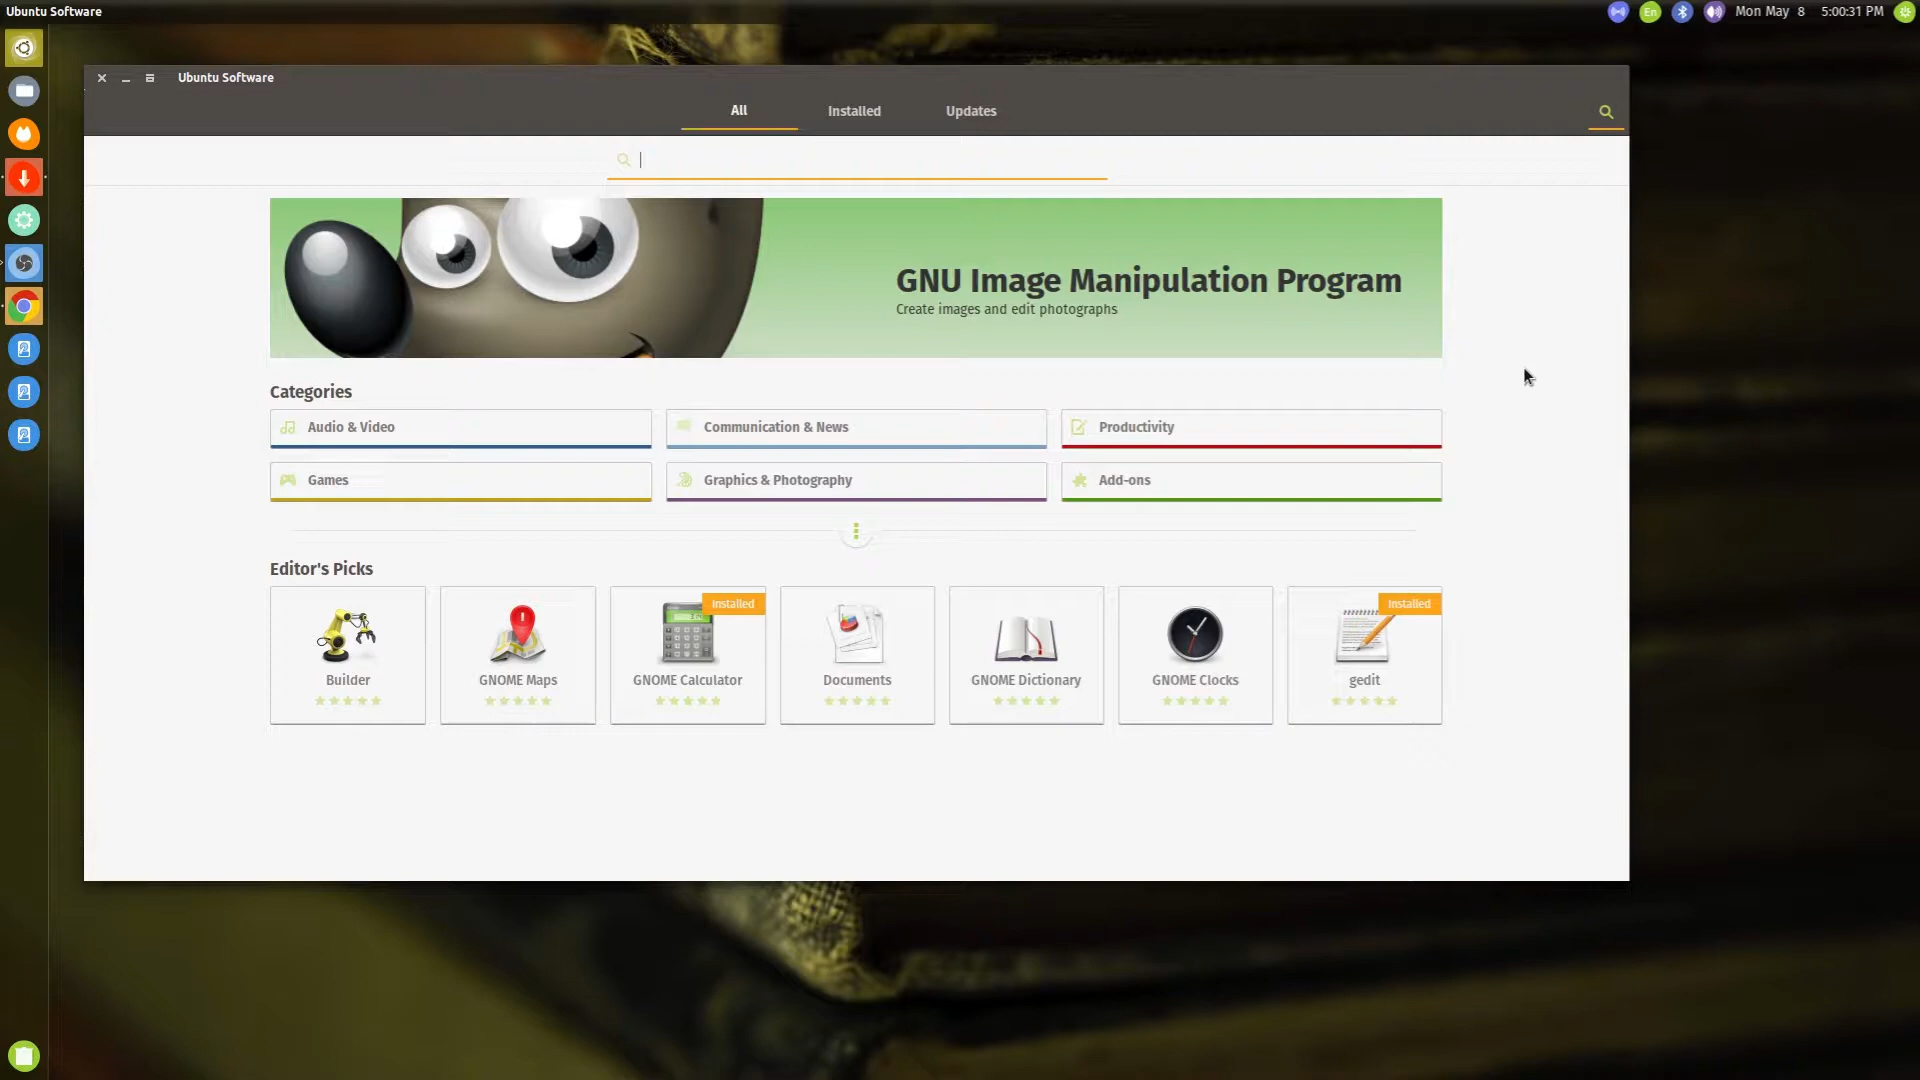 Ubuntu Software
En
Mon May 8 5:00:31 PM
Ubuntu Software
All
Installed
Updates
GNU Image Manipulation Program
Create images and edit photographs
Categories
Audio & Video
Communication & News
Productivity
Games
Graphics & Photography
Add-ons
Editor's Picks
Installed
Installed
Builder
GNOME Maps
GNOME Calculator
Documents
GNOME Dictionary
GNOME Clocks
gedit